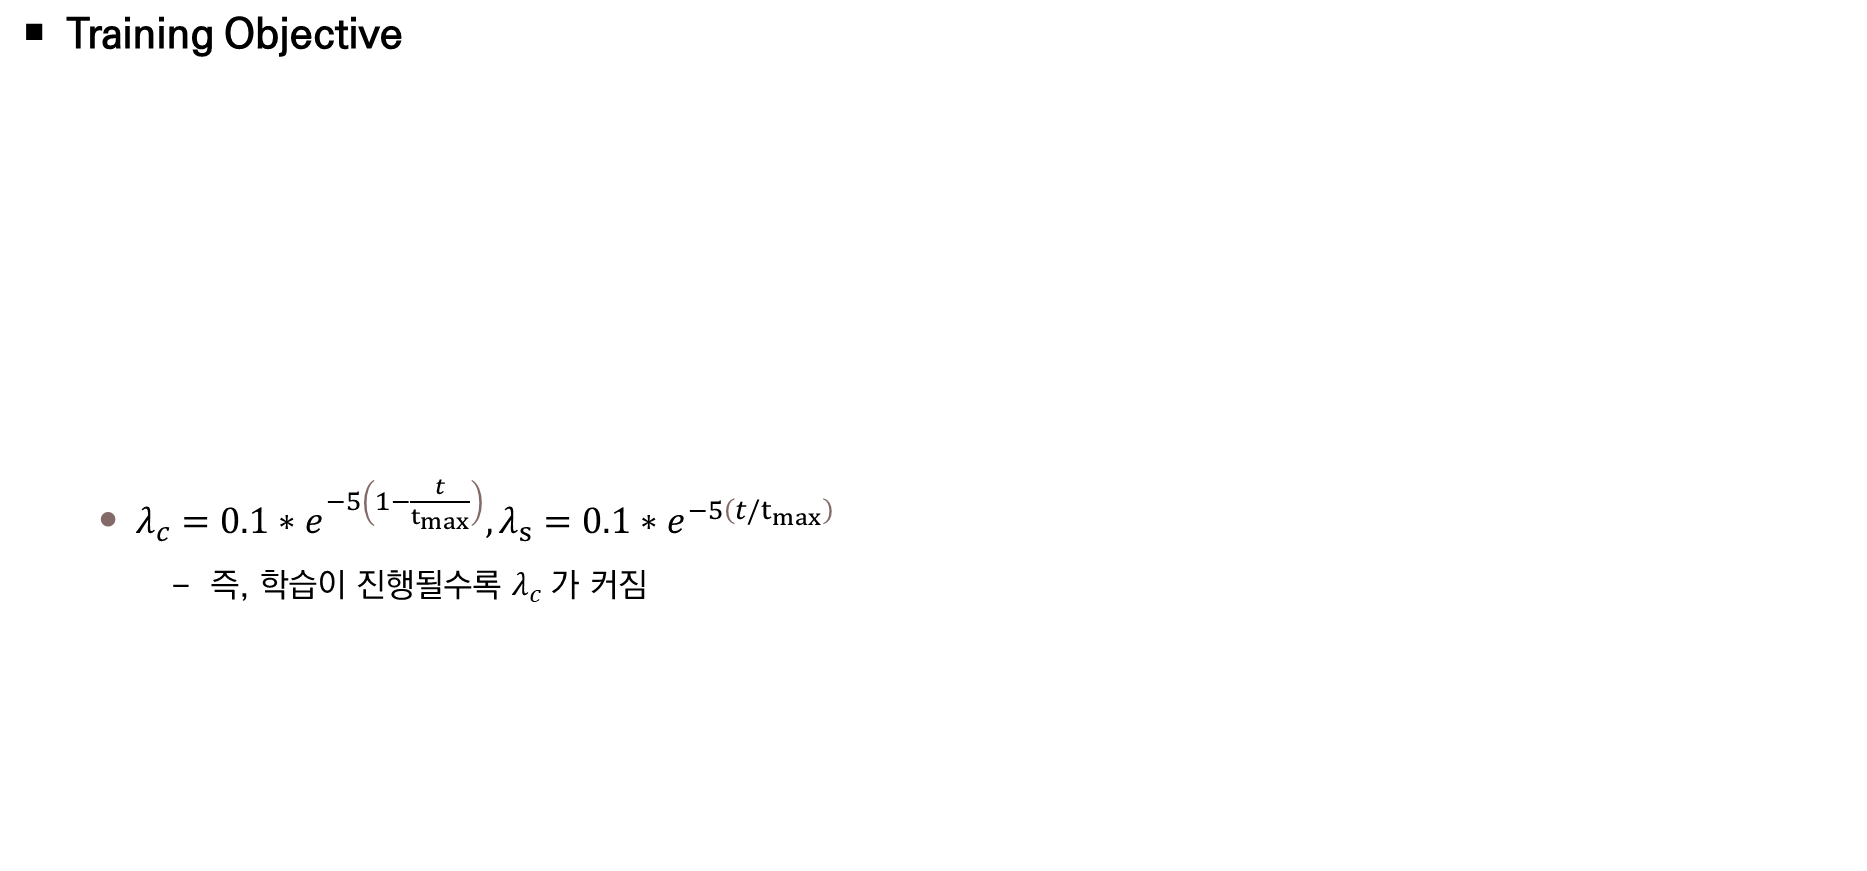 ■ Training Objective
• λ_c = 0.1 * e^{-5(1-t/t_max)}, λ_s = 0.1 * e^{-5(t/t_max)}
– 즉, 학습이 진행될수록 λ_c 가 커짐